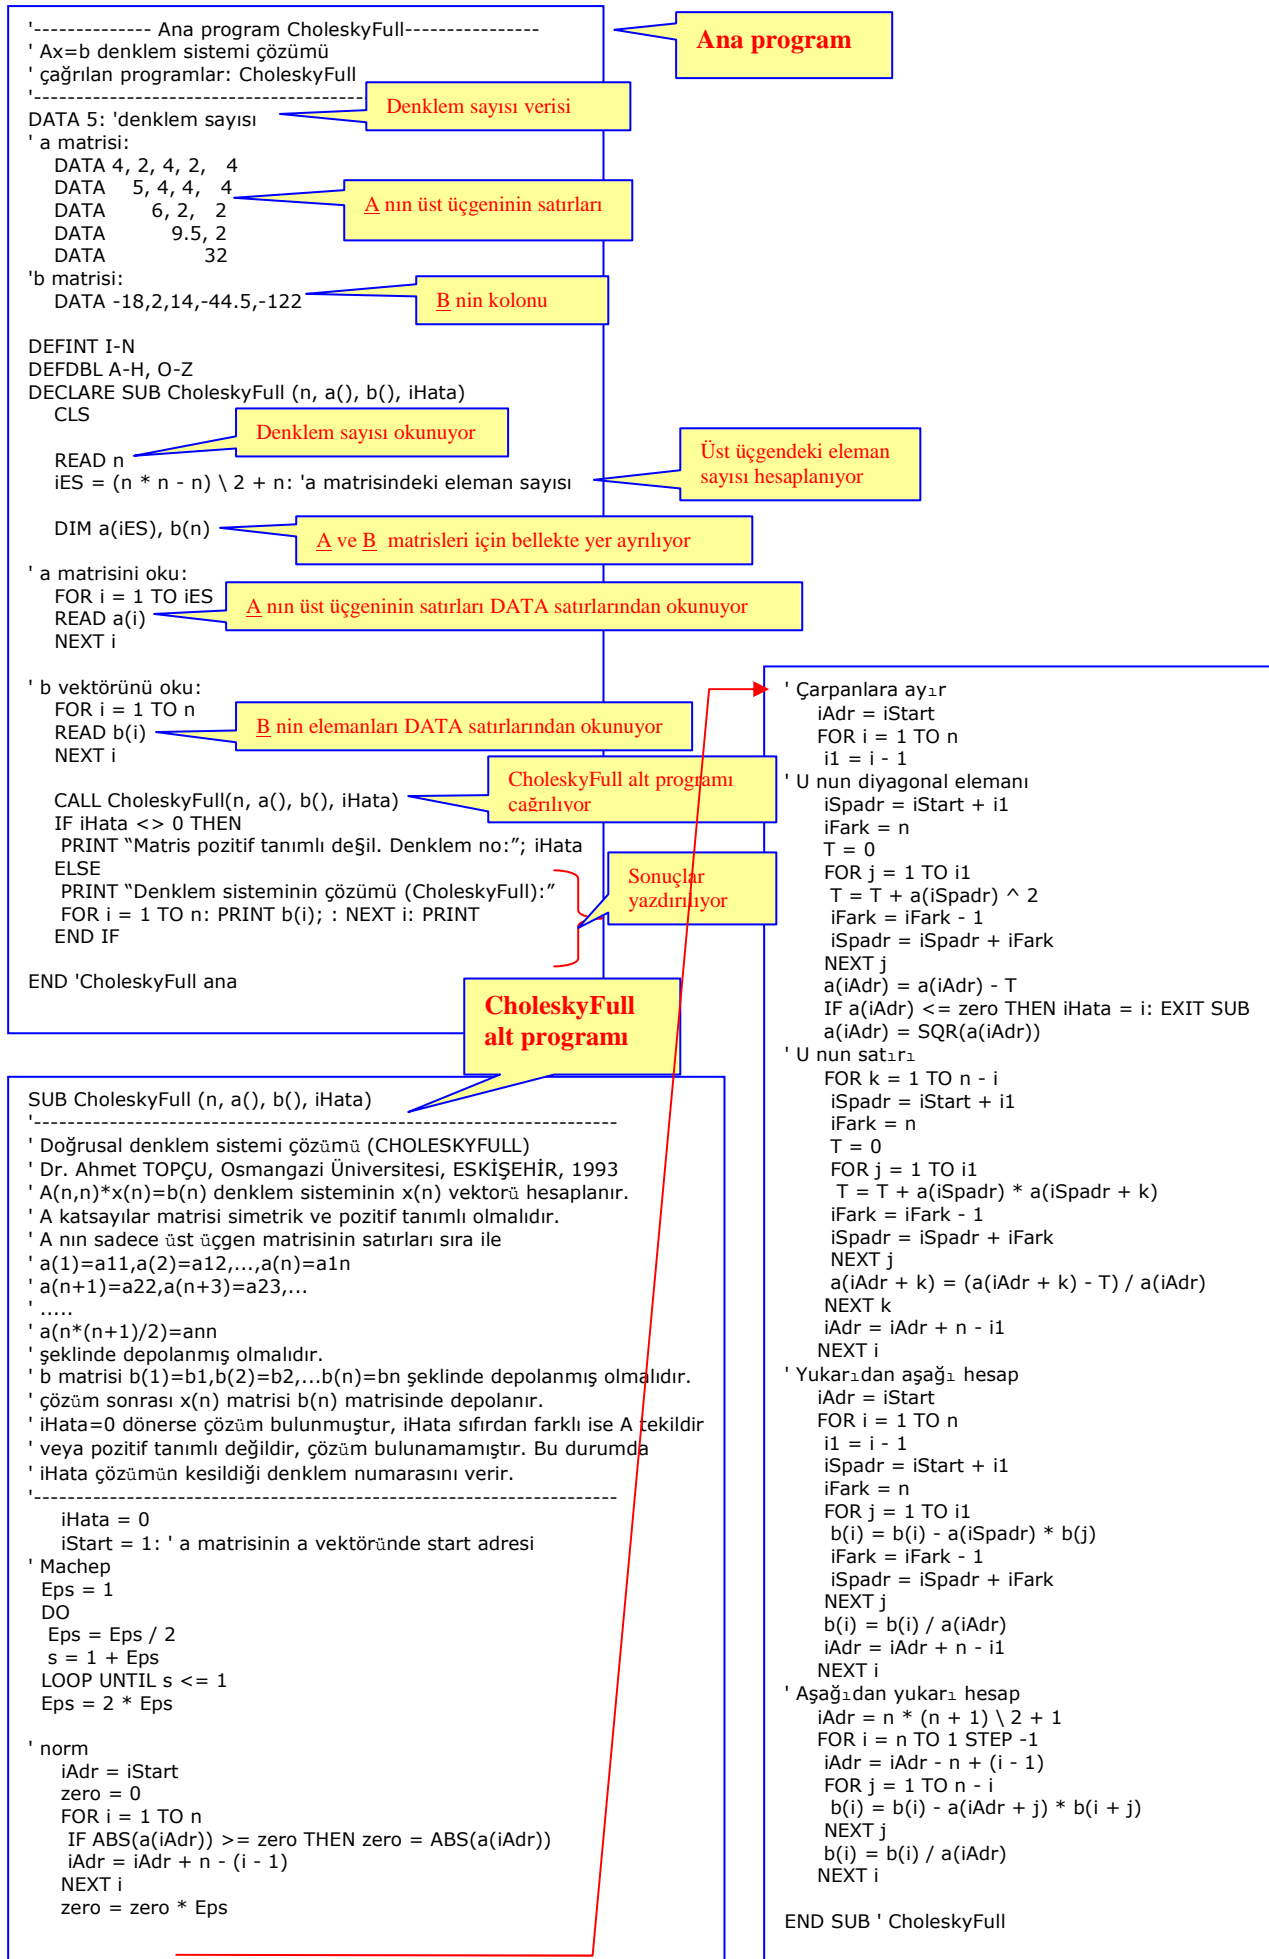 '-------------- Ana program CholeskyFull----------------
' Ax=b denklem sistemi çözümü
' çağrılan programlar: CholeskyFull
'----------------------------------------
DATA 5: 'denklem sayısı
' a matrisi:
DATA 4, 2, 4, 2, 4
DATA 5, 4, 4, 4
DATA 6, 2, 2
DATA 9.5, 2
DATA 32
'b matrisi:
DATA -18,2,14,-44.5,-122
DEFINT I-N
DEFDBL A-H, O-Z
DECLARE SUB CholeskyFull (n, a(), b(), iHata)
CLS
READ n
iES = (n * n - n) \ 2 + n: 'a matrisindeki eleman sayısı
DIM a(iES), b(n)
' a matrisini oku:
FOR i = 1 TO iES
READ a(i)
NEXT i
' b vektörünü oku:
FOR i = 1 TO n
READ b(i)
NEXT i
CALL CholeskyFull(n, a(), b(), iHata)
IF iHata <> 0 THEN
PRINT “Matris pozitif tanımlı de§il. Denklem no:”; iHata
ELSE
PRINT “Denklem sisteminin çözümü (CholeskyFull):”
FOR i = 1 TO n: PRINT b(i); : NEXT i: PRINT
END IF
END 'CholeskyFull ana
Ana program
Denklem sayısı verisi
A nın üst üçgeninin satırları
B nin kolonu
Denklem sayısı okunuyor
Üst üçgendeki eleman
sayısı hesaplanıyor
A ve B matrisleri için bellekte yer ayrılıyor
A nın üst üçgeninin satırları DATA satırlarından okunuyor
B nin elemanları DATA satırlarından okunuyor
CholeskyFull alt programı
çağrılıyor
Sonuçlar
yazdırılıyor
CholeskyFull
alt programı
SUB CholeskyFull (n, a(), b(), iHata)
'---------------------------------------------------------------------
' Doğrusal denklem sistemi çözümü (CHOLESKYFULL)
' Dr. Ahmet TOPÇU, Osmangazi Üniversitesi, ESKİŞEHİR, 1993
' A(n,n)*x(n)=b(n) denklem sisteminin x(n) vektorü hesaplanır.
' A katsayılar matrisi simetrik ve pozitif tanımlı olmalıdır.
' A nın sadece üst üçgen matrisinin satırları sıra ile
' a(1)=a11,a(2)=a12,...,a(n)=a1n
' a(n+1)=a22,a(n+3)=a23,...
' .....
' a(n*(n+1)/2)=ann
' şeklinde depolanmış olmalıdır.
' b matrisi b(1)=b1,b(2)=b2,...b(n)=bn şeklinde depolanmış olmalıdır.
' çözüm sonrası x(n) matrisi b(n) matrisinde depolanır.
' iHata=0 dönerse çözüm bulunmuştur, iHata sıfırdan farklı ise A tekildir
' veya pozitif tanımlı değildir, çözüm bulunamamıştır. Bu durumda
' iHata çözümün kesildiği denklem numarasını verir.
'---------------------------------------------------------------------
iHata = 0
iStart = 1: ' a matrisinin a vektöründe start adresi
' Machep
Eps = 1
DO
Eps = Eps / 2
s = 1 + Eps
LOOP UNTIL s <= 1
Eps = 2 * Eps
' norm
iAdr = iStart
zero = 0
FOR i = 1 TO n
IF ABS(a(iAdr)) >= zero THEN zero = ABS(a(iAdr))
iAdr = iAdr + n - (i - 1)
NEXT i
zero = zero * Eps
' Çarpanlara ayır
iAdr = iStart
FOR i = 1 TO n
i1 = i - 1
' U nun diyagonal elemanı
iSpadr = iStart + i1
iFark = n
T = 0
FOR j = 1 TO i1
T = T + a(iSpadr) ^ 2
iFark = iFark - 1
iSpadr = iSpadr + iFark
NEXT j
a(iAdr) = a(iAdr) - T
IF a(iAdr) <= zero THEN iHata = i: EXIT SUB
a(iAdr) = SQR(a(iAdr))
' U nun satırı
FOR k = 1 TO n - i
iSpadr = iStart + i1
iFark = n
T = 0
FOR j = 1 TO i1
T = T + a(iSpadr) * a(iSpadr + k)
iFark = iFark - 1
iSpadr = iSpadr + iFark
NEXT j
a(iAdr + k) = (a(iAdr + k) - T) / a(iAdr)
NEXT k
iAdr = iAdr + n - i1
NEXT i
' Yukarıdan aşağı hesap
iAdr = iStart
FOR i = 1 TO n
i1 = i - 1
iSpadr = iStart + i1
iFark = n
FOR j = 1 TO i1
b(i) = b(i) - a(iSpadr) * b(j)
iFark = iFark - 1
iSpadr = iSpadr + iFark
NEXT j
b(i) = b(i) / a(iAdr)
iAdr = iAdr + n - i1
NEXT i
' Aşağıdan yukarı hesap
iAdr = n * (n + 1) \ 2 + 1
FOR i = n TO 1 STEP -1
iAdr = iAdr - n + (i - 1)
FOR j = 1 TO n - i
b(i) = b(i) - a(iAdr + j) * b(i + j)
NEXT j
b(i) = b(i) / a(iAdr)
NEXT i
END SUB ' CholeskyFull